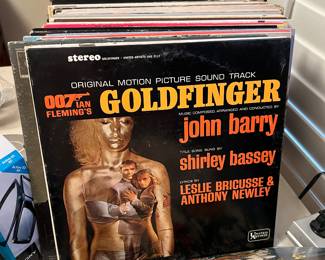 stereo
ORIGINAL MOTION PICTURE SOUND TRACK
007
IAN
FLEMING'S
GOLDFINGER
MUSIC COMPOSED, ARRANGED AND CONDUCTED BY
john barry
TITLE SONG SUNG BY
shirley bassey
LYRICS BY
LESLIE BRICUSSE &
ANTHONY NEWLEY
UNITED
ARTISTS